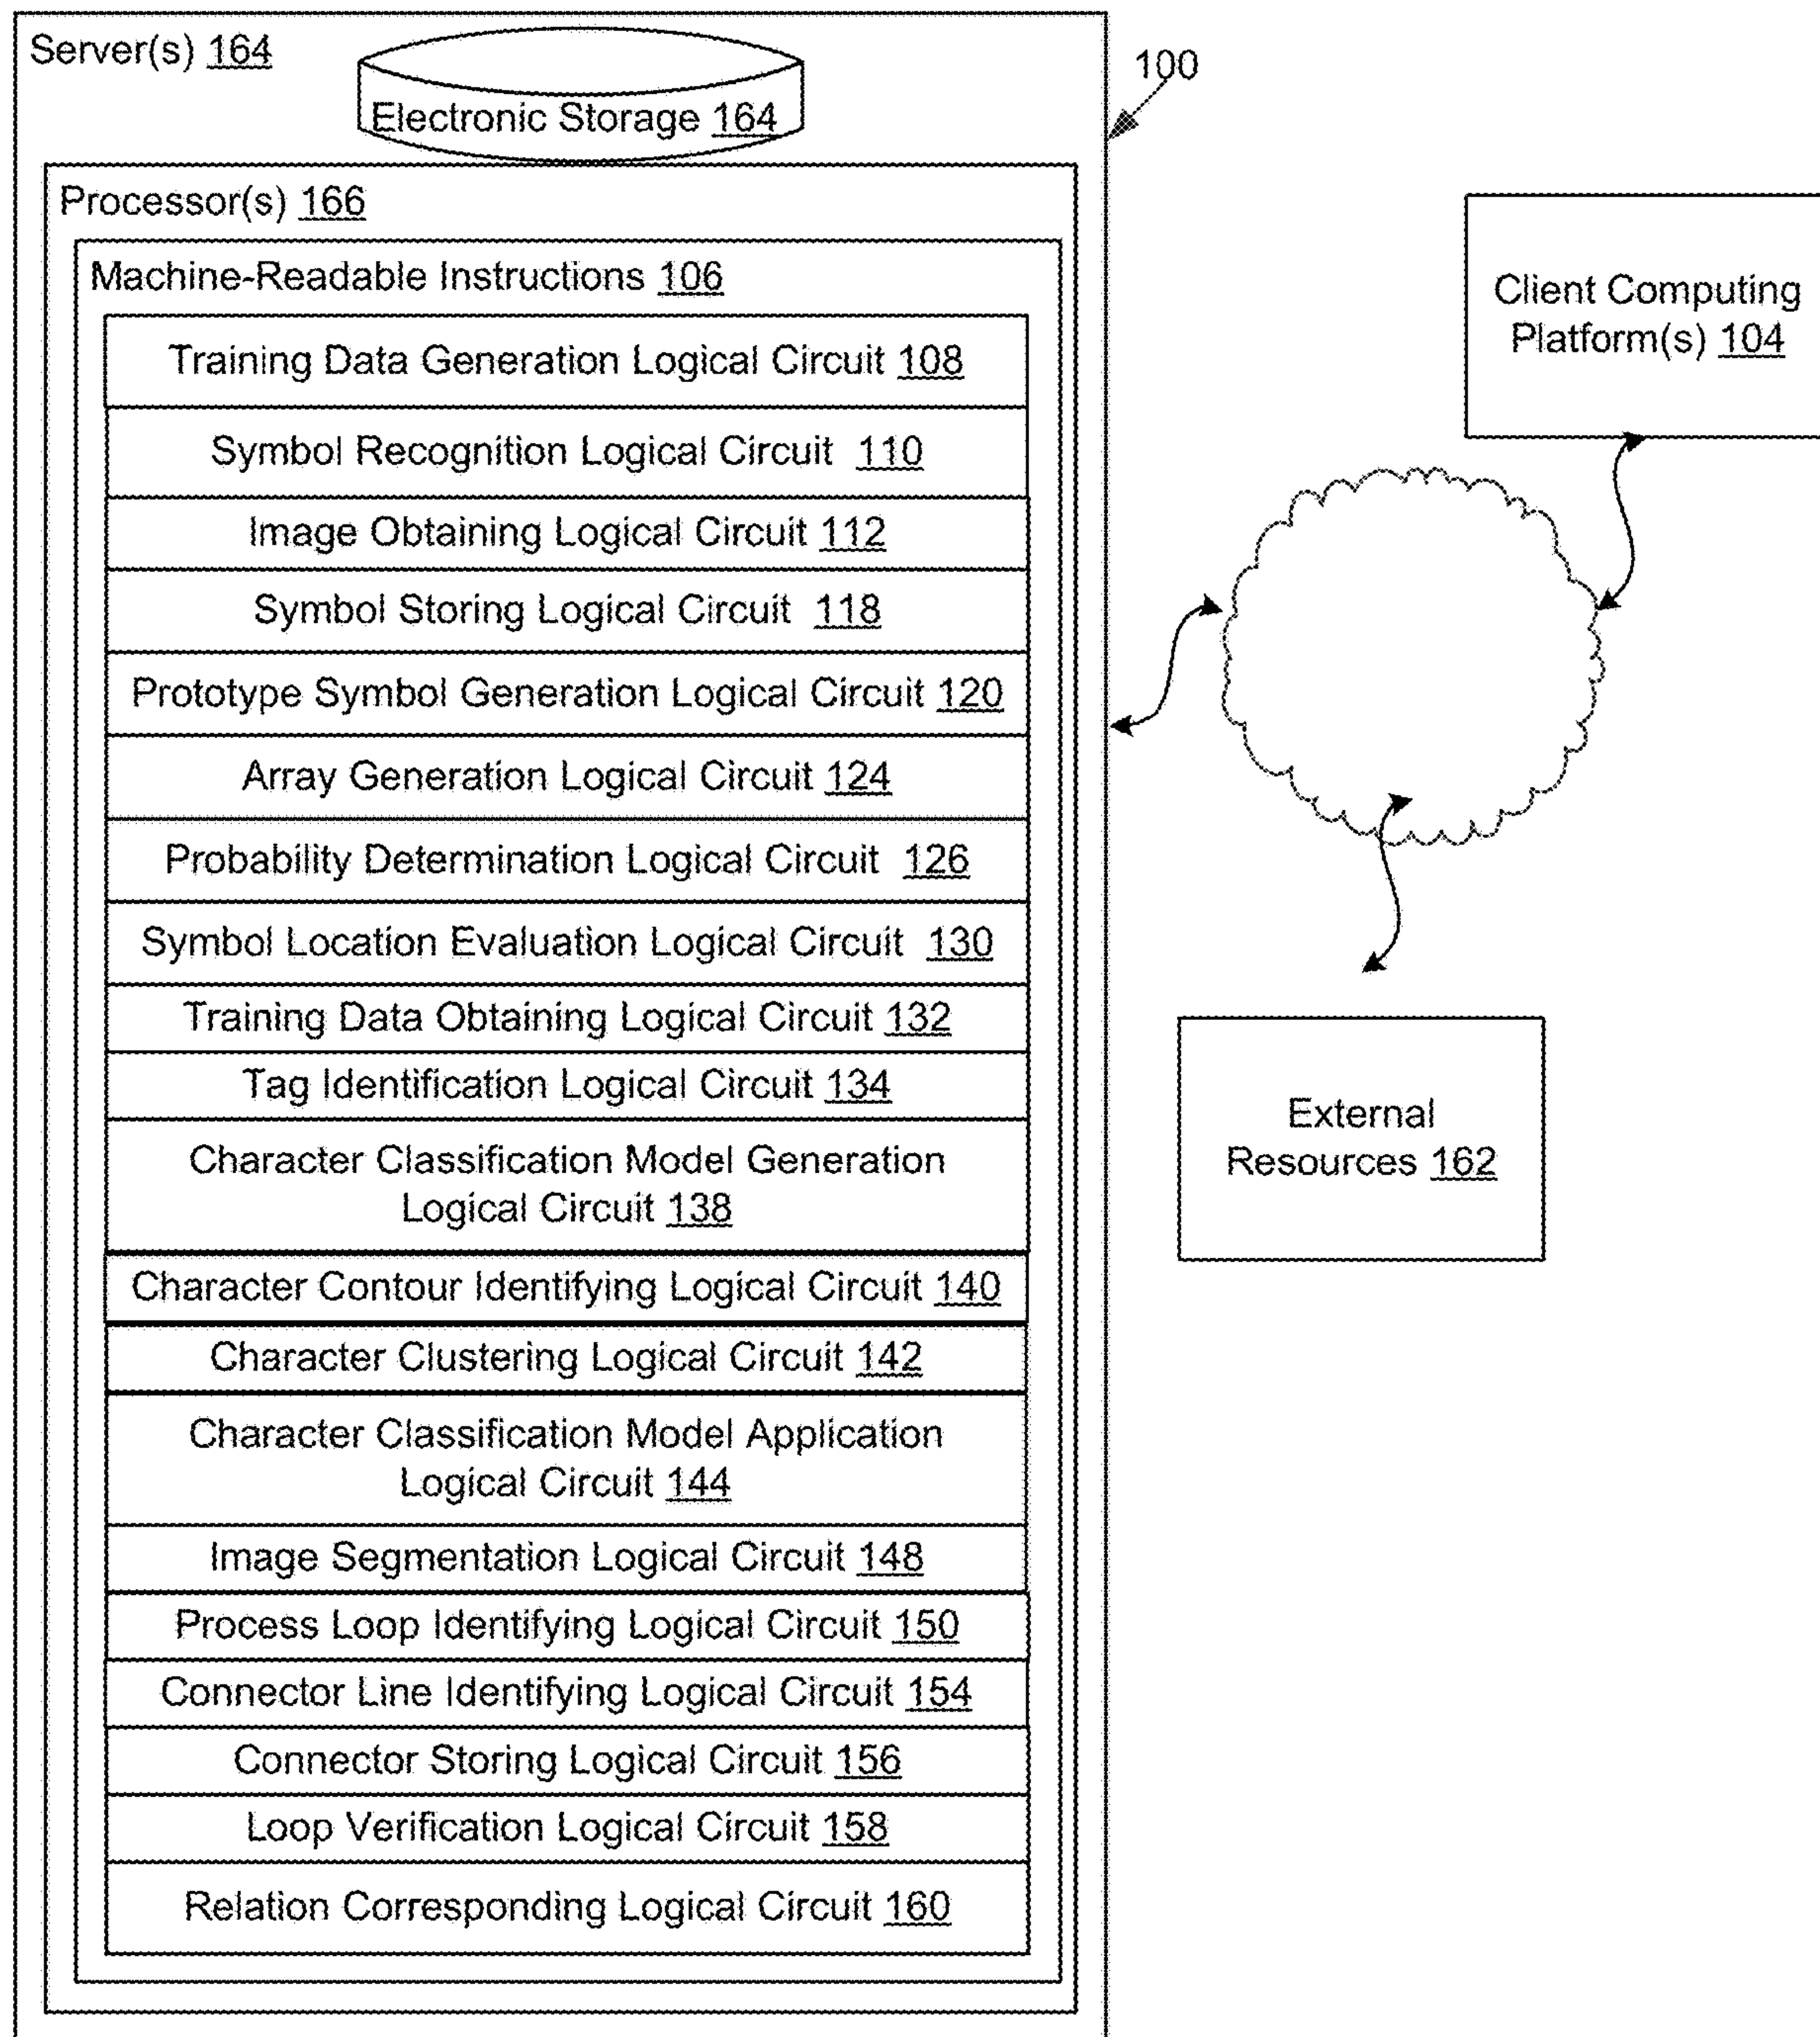 Server(s) 164
Electronic Storage 164
100
Processor(s) 166
Machine-Readable Instructions 106
Training Data Generation Logical Circuit 108
Symbol Recognition Logical Circuit 110
Image Obtaining Logical Circuit 112
Symbol Storing Logical Circuit 118
Prototype Symbol Generation Logical Circuit 120
Array Generation Logical Circuit 124
Probability Determination Logical Circuit 126
Symbol Location Evaluation Logical Circuit 130
Training Data Obtaining Logical Circuit 132
Tag Identification Logical Circuit 134
Character Classification Model Generation
Logical Circuit 138
Character Contour Identifying Logical Circuit 140
Character Clustering Logical Circuit 142
Character Classification Model Application
Logical Circuit 144
Image Segmentation Logical Circuit 148
Process Loop Identifying Logical Circuit 150
Connector Line Identifying Logical Circuit 154
Connector Storing Logical Circuit 156
Loop Verification Logical Circuit 158
Relation Corresponding Logical Circuit 160
Client Computing
Platform(s) 104
External
Resources 162